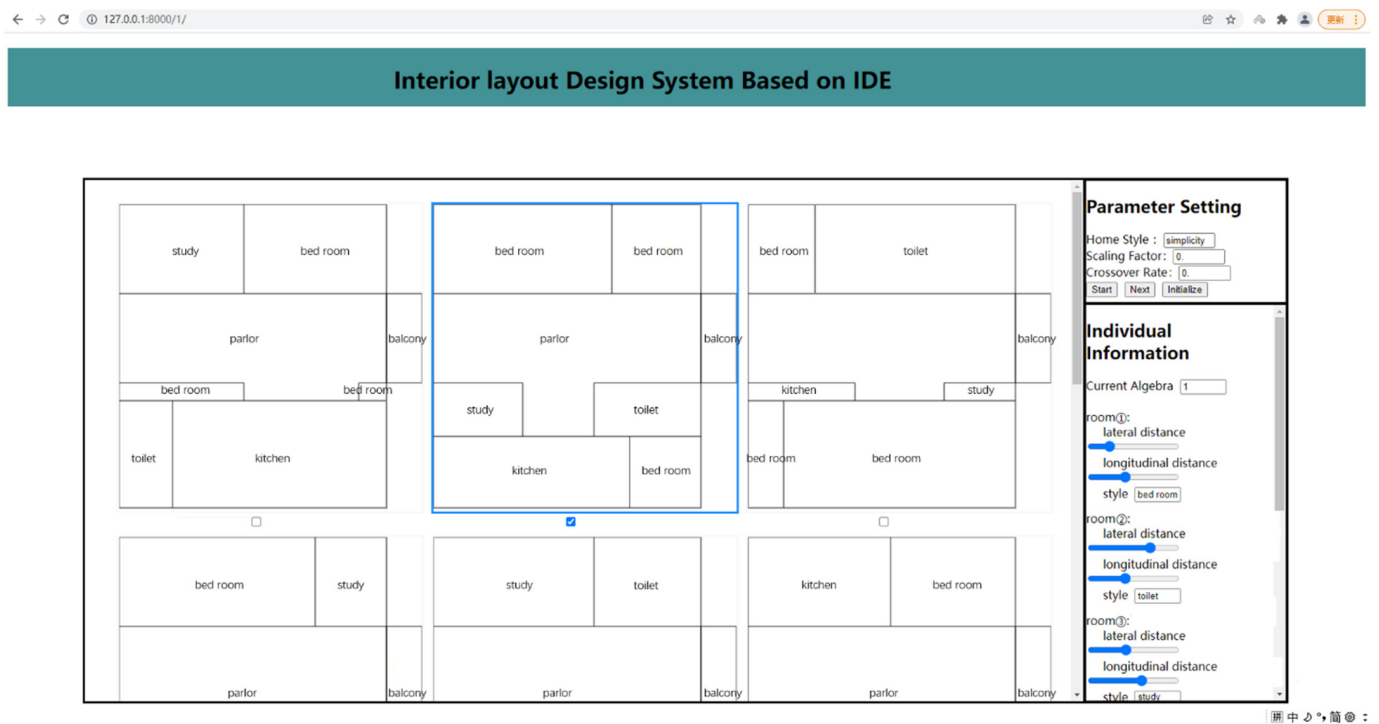 127.0.0.1:8000/1/
更新
Interior layout Design System Based on IDE
study
bed room
parlor
balcony
bed room
bed room
toilet
kitchen
bed room
bed room
parlor
balcony
study
toilet
kitchen
bed room
bed room
toilet
balcony
kitchen
study
bed room
bed room
bed room
study
parlor
balcony
study
toilet
parlor
balcony
kitchen
bed room
parlor
balcony
Parameter Setting
Home Style : simplicity
Scaling Factor: 0.
Crossover Rate: 0.
Start Next Initialize
Individual
Information
Current Algebra 1
room①:
lateral distance
longitudinal distance
style bed room
room②:
lateral distance
longitudinal distance
style toilet
room③:
lateral distance
longitudinal distance
style study
拼 中 简